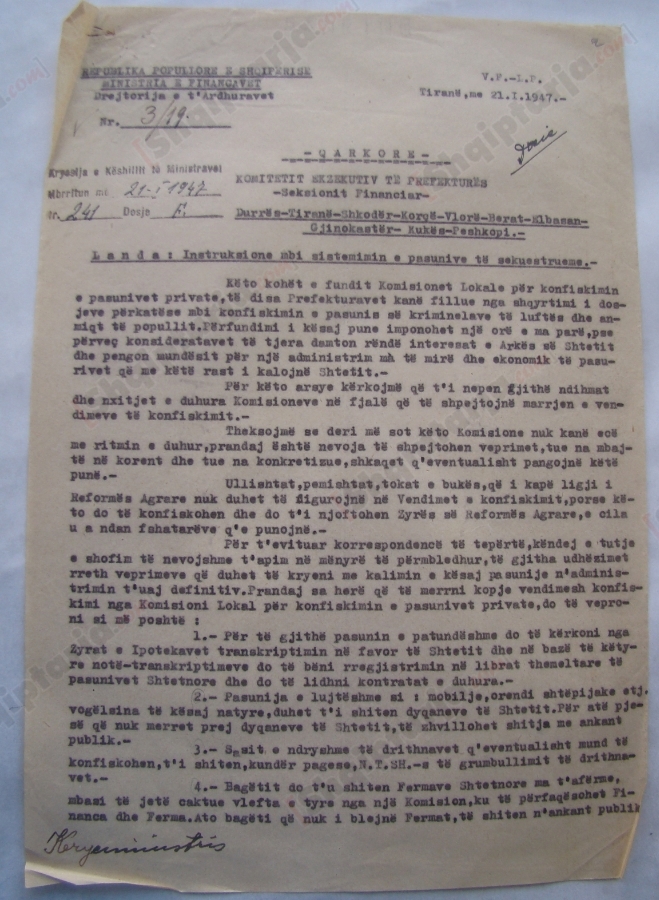 REPUBLIKA POPULLORE E SHQIPERISE
MINISTRIA E FINANCAVET
Drejtorija e t'Ardhuravet
Nr. 3/19.
V.F.-L.P.
Tiranë,me 21.I.1947.-
Dosie
- QARKORE -
Kryesija e Këshillit të Ministravet
Mbrritun më 21-I-1947
Nr. 241 Dosje F.
KOMITETIT EKZEKUTIV TË PREFEKTURËS
-Seksionit Financiar-
Durrës-Tiranë-Shkodër-Korçë-Vlorë-Berat-Elbasan-
Gjinokastër- Kukës-Peshkopi.-
Landa: Instruksione mbi sistemimin e pasunive të sekuestrueme.-
Këto kohët e fundit Komisionet Lokale për konfiskimin
e pasunivet private,të disa Prefekturavet kanë fillue nga shqyrtimi i dos-
jeve përkatëse mbi konfiskimin e pasunis së kriminelave të luftës dhe an-
miqt të popullit.Përfundimi i kësaj pune imponohet një orë e ma parë,pse
përveç konsideratavet të tjera damton rëndë interesat e Arkës së Shtetit
dhe pengon mundësit për një administrim më të mirë dhe ekonomik të pasu-
rivet që me këtë rast i kalojnë Shtetit.-
Për këto arsye kërkojmë që t'i nepen gjithë ndihmat
dhe nxitjet e duhura Komisioneve në fjalë që të shpejtojnë marrjen e ven-
dimeve të konfiskimit.-
Theksojmë se deri më sot këto Komisione nuk kanë ecë
me ritmin e duhur,prandaj është nevoja të shpejtohen veprimet,tue na mbaj-
të në korent dhe tue na konkretisue,shkaqet q'eventualisht pangojnë këtë
punë.-
Ullishtat,pemishtat,tokat e bukës,që i kapë ligji i
Reformës Agrare nuk duhet të figurojnë në Vendimet e konfiskimit,porse kë-
to do të konfiskohen dhe do t'i njoftohen Zyrës së Reformës Agrare,e cila
u a ndan fshatarëve q'e punojnë.-
Për t'evituar korrespondencë të tepërtë,këndej e tutje
e shofim të nevojshme t'apim në mënyrë të përmbledhur,të gjitha udhëzimet
rreth veprimeve që duhet të kryeni me kalimin e kësaj pasunije n'adminis-
trimin t'uaj definitiv.Prandaj sa herë që të merrni kopje vendimesh konfis-
kimi nga Komisioni Lokal për konfiskimin e pasunivet private,do të vepro-
ni si më poshtë :
1.- Për të gjithë pasunin e patundëshme do të kërkoni nga
Zyrat e Ipotekavet transkriptimin në favor të Shtetit dhe në bazë të këty-
re notë-transkriptimeve do të bëni rregjistrimin në librat themeltare të
pasunivet Shtetnore dhe do të lidhni kontratat e duhura.-
2.- Pasunija e lujtëshme si : mobilje,orendi shtëpijake etj.
vogëlsina të kësaj natyre,duhet t'i shiten dyqaneve të Shtetit.Për atë pje-
së që nuk merret prej dyqaneve të Shtetit,të zhvillohet shitja me ankant
publik.-
3.- Sasit e ndryshme të drithnavet q'eventualisht mund të
konfiskohen,t'i shiten,kundër pagese,N.T.SH.-s të grumbullimit të drithna-
vet.-
4.- Bagëtit do t'u shiten Fermave Shtetnore ma t'afërme,
mbasi të jetë caktue vlefta e tyre nga një Komision,ku të përfaqësohet Fi-
nanca dhe Ferma.Ato bagëti që nuk i blejnë Fermat,të shiten n'ankant publik
Kryeministris